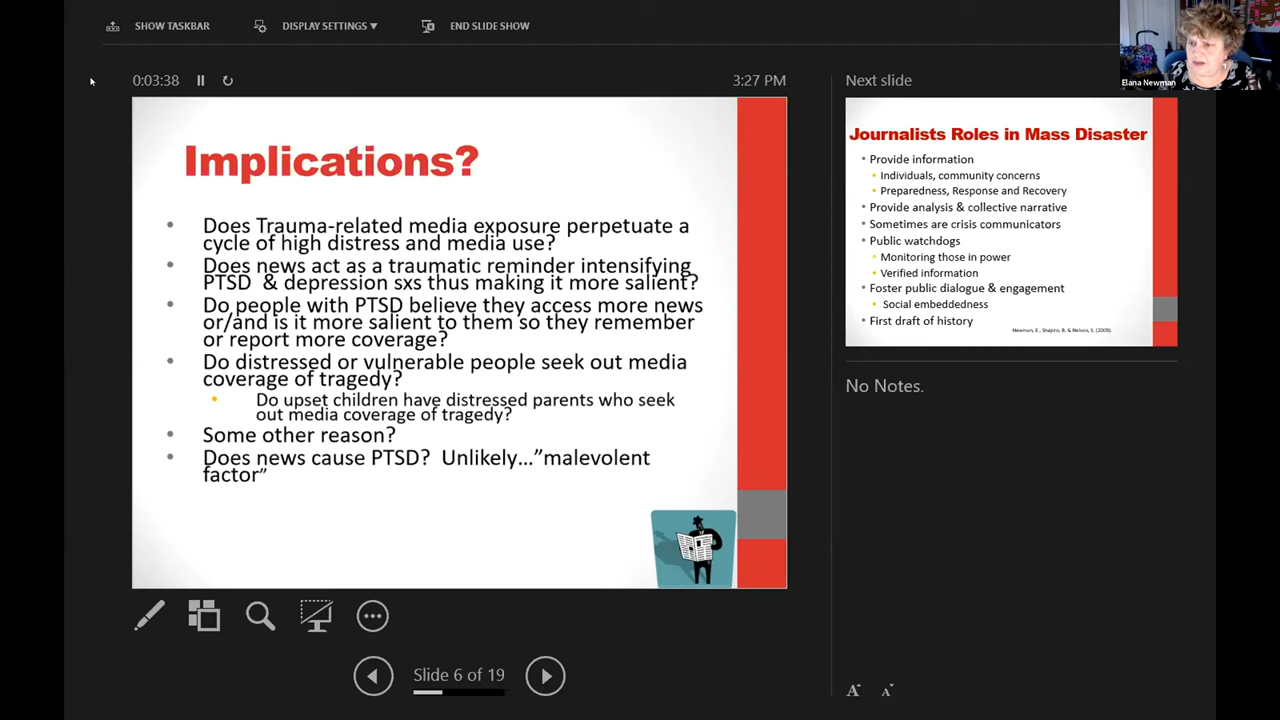 SHOW TASKBAR
DISPLAY SETTINGS ▼
END SLIDE SHOW
Elana Newman
0:03:38
3:27 PM
Implications?
• Does Trauma-related media exposure perpetuate a
cycle of high distress and media use?
• Does news act as a traumatic reminder intensifying
PTSD & depression sxs thus making it more salient?
• Do people with PTSD believe they access more news
or/and is it more salient to them so they remember
or report more coverage?
• Do distressed or vulnerable people seek out media
coverage of tragedy?
• Do upset children have distressed parents who seek
out media coverage of tragedy?
• Some other reason?
• Does news cause PTSD? Unlikely…”malevolent
factor”
Slide 6 of 19
Next slide
Journalists Roles in Mass Disaster
• Provide information
• Individuals, community concerns
• Preparedness, Response and Recovery
• Provide analysis & collective narrative
• Sometimes are crisis communicators
• Public watchdogs
• Monitoring those in power
• Verified information
• Foster public dialogue & engagement
• Social embeddedness
• First draft of history
Newman, E., Shapiro, B. & Nelson, S. (2009).
No Notes.
A A